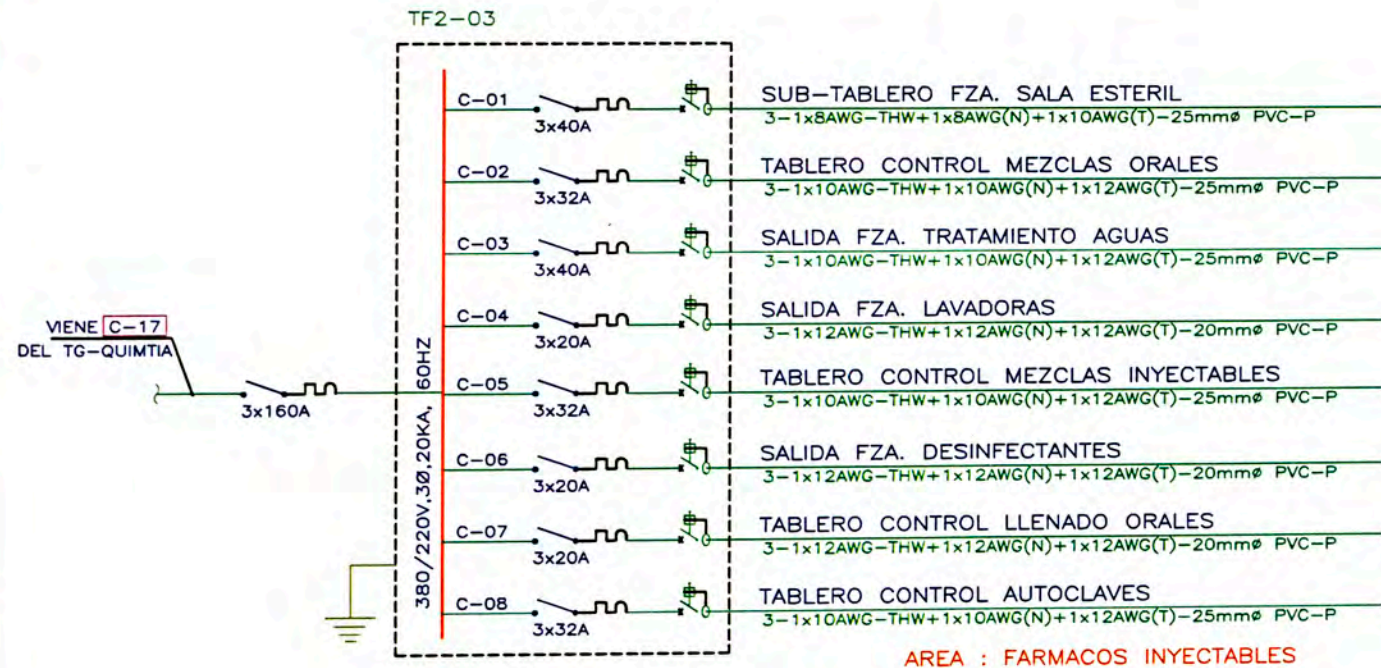 TF2-03
C-01
3x40A
SUB-TABLERO FZA. SALA ESTERIL
3-1x8AWG-THW+1x8AWG(N)+1x10AWG(T)-25mmø PVC-P
C-02
3x32A
TABLERO CONTROL MEZCLAS ORALES
3-1x10AWG-THW+1x10AWG(N)+1x12AWG(T)-25mmø PVC-P
C-03
3x40A
SALIDA FZA. TRATAMIENTO AGUAS
3-1x10AWG-THW+1x10AWG(N)+1x12AWG(T)-25mmø PVC-P
C-04
3x20A
SALIDA FZA. LAVADORAS
3-1x12AWG-THW+1x12AWG(N)+1x12AWG(T)-20mmø PVC-P
VIENE C-17
DEL TG-QUIMTIA
3x160A
380/220V.3Ø,20KA, 60HZ
C-05
3x32A
TABLERO CONTROL MEZCLAS INYECTABLES
3-1x10AWG-THW+1x10AWG(N)+1x12AWG(T)-25mmø PVC-P
C-06
3x20A
SALIDA FZA. DESINFECTANTES
3-1x12AWG-THW+1x12AWG(N)+1x12AWG(T)-20mmø PVC-P
C-07
3x20A
TABLERO CONTROL LLENADO ORALES
3-1x12AWG-THW+1x12AWG(N)+1x12AWG(T)-20mmø PVC-P
C-08
3x32A
TABLERO CONTROL AUTOCLAVES
3-1x10AWG-THW+1x10AWG(N)+1x12AWG(T)-25mmø PVC-P
AREA : FARMACOS INYECTABLES